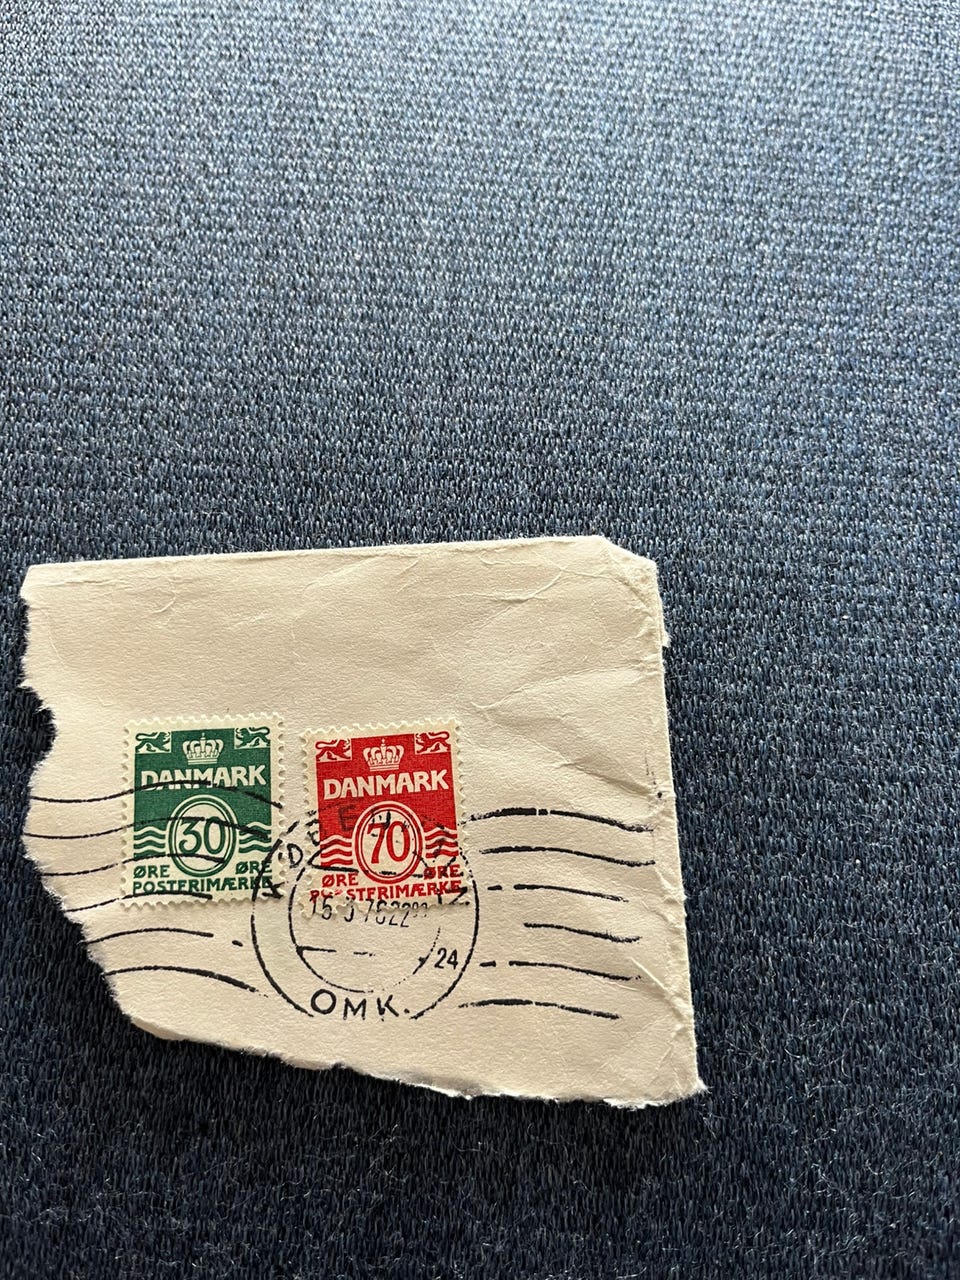 DANMARK
30
ØRE ØRE
POSTFRIMÆRKE
DANMARK
70
ØRE ØRE
POSTFRIMÆRKE
24
OMK.